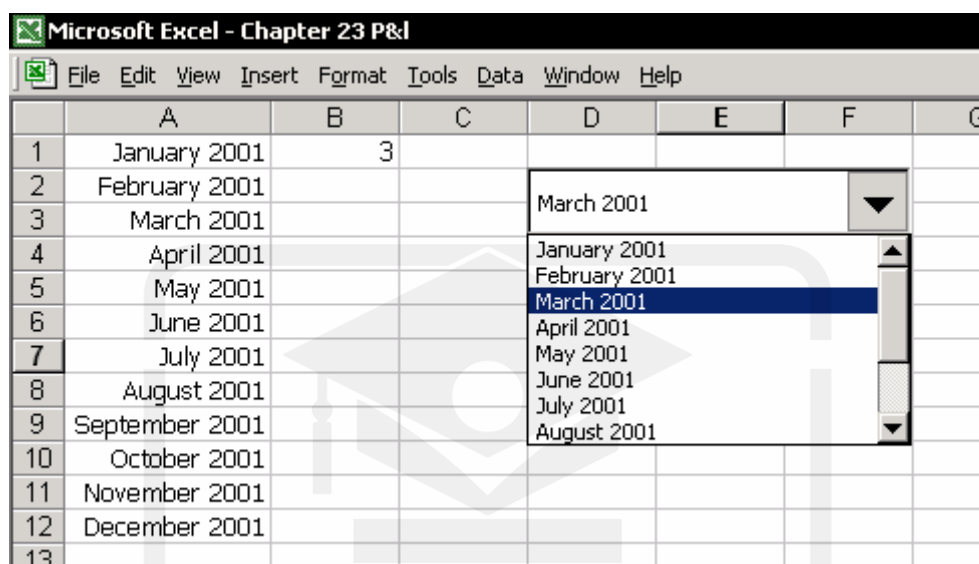 Microsoft Excel - Chapter 23 P&l
File Edit View Insert Format Tools Data Window Help
A B C D E F G
1 January 2001 3
2 February 2001
March 2001
3 March 2001
4 April 2001 January 2001
5 May 2001 February 2001
March 2001
6 June 2001 April 2001
7 July 2001 May 2001
8 August 2001 June 2001
July 2001
9 September 2001 August 2001
10 October 2001
11 November 2001
12 December 2001
13